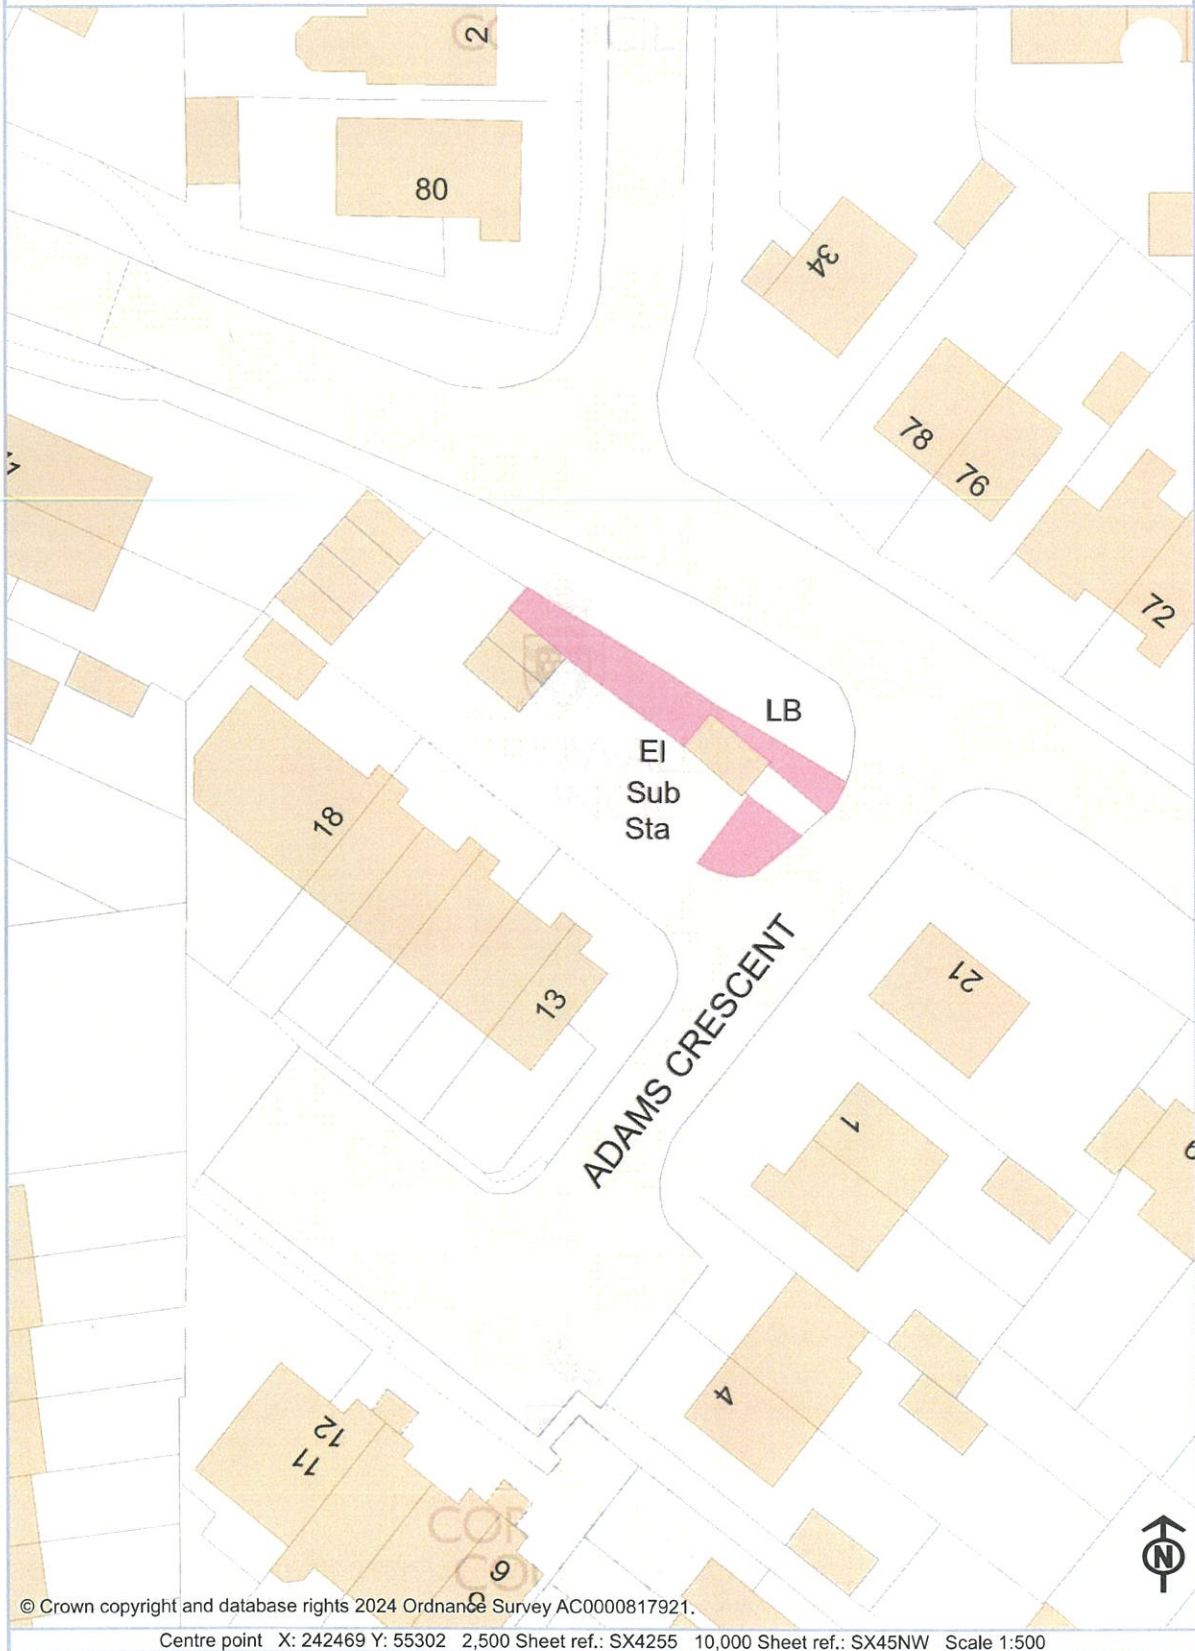 2
80
34
78
76
72
LB
El
Sub
Sta
18
13
21
ADAMS CRESCENT
1
4
12
11
9
© Crown copyright and database rights 2024 Ordnance Survey AC0000817921.
Centre point X: 242469 Y: 55302 2,500 Sheet ref.: SX4255 10,000 Sheet ref.: SX45NW Scale 1:500
N